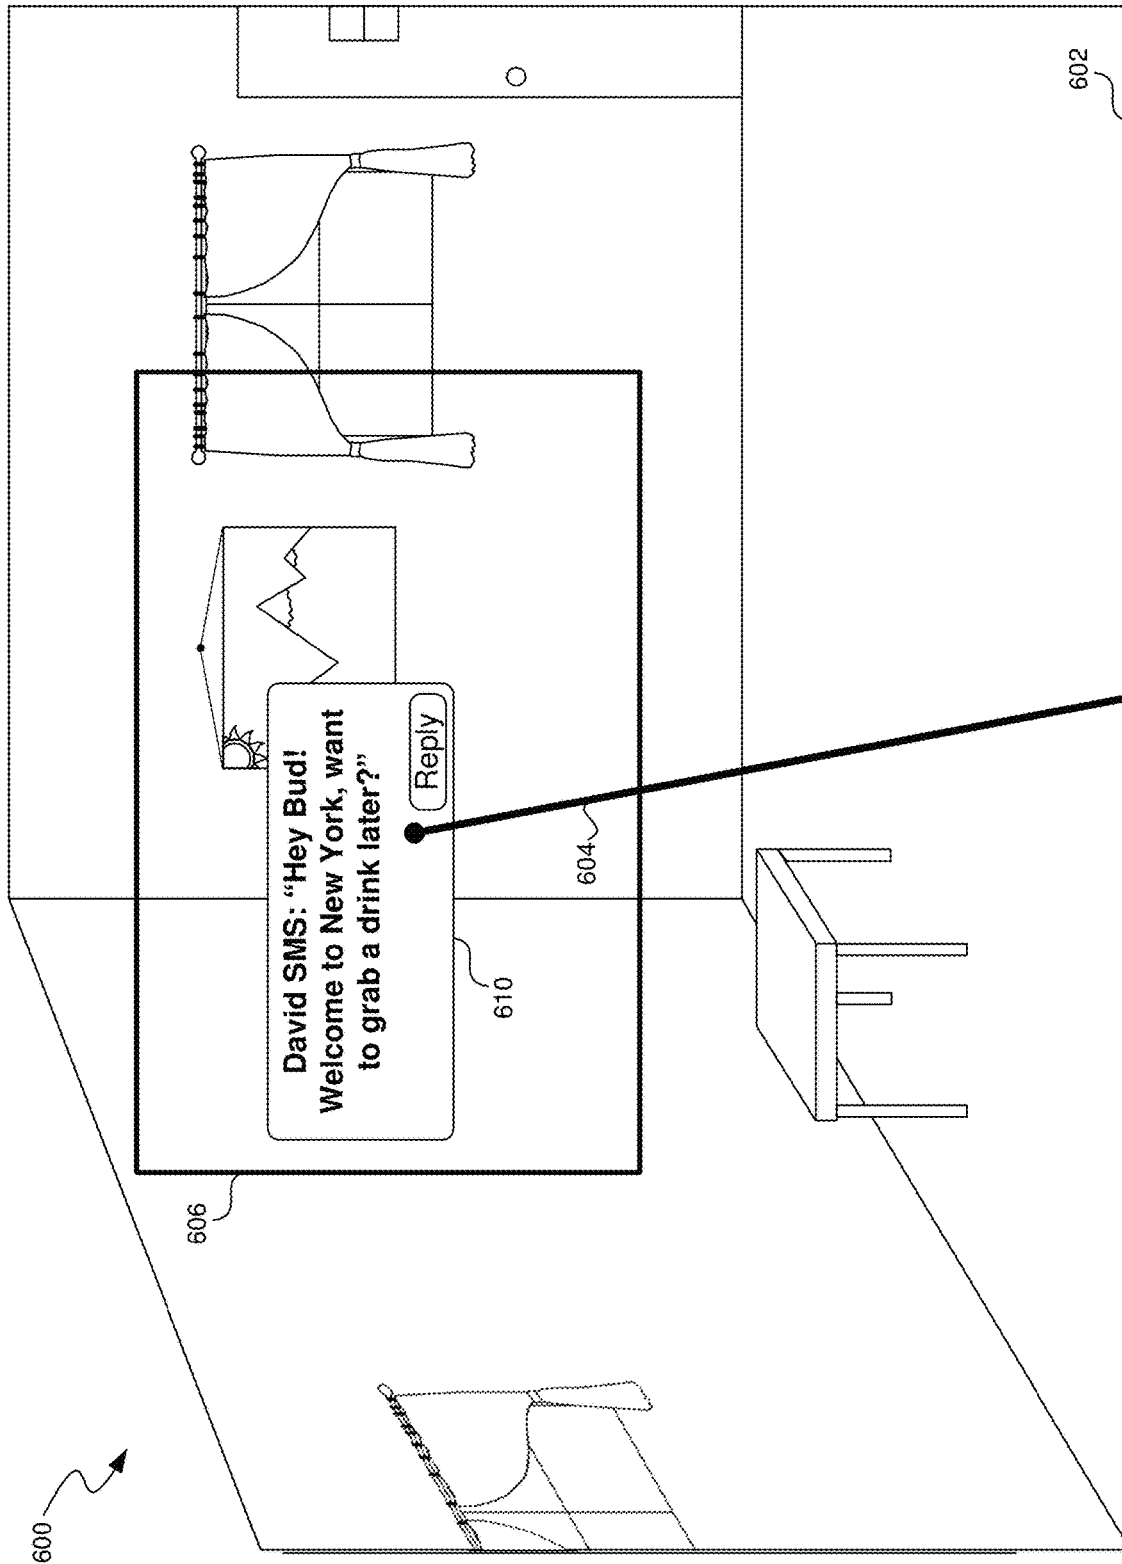 600
606
David SMS: “Hey Bud!
Welcome to New York, want
to grab a drink later?”
Reply
610
604
602